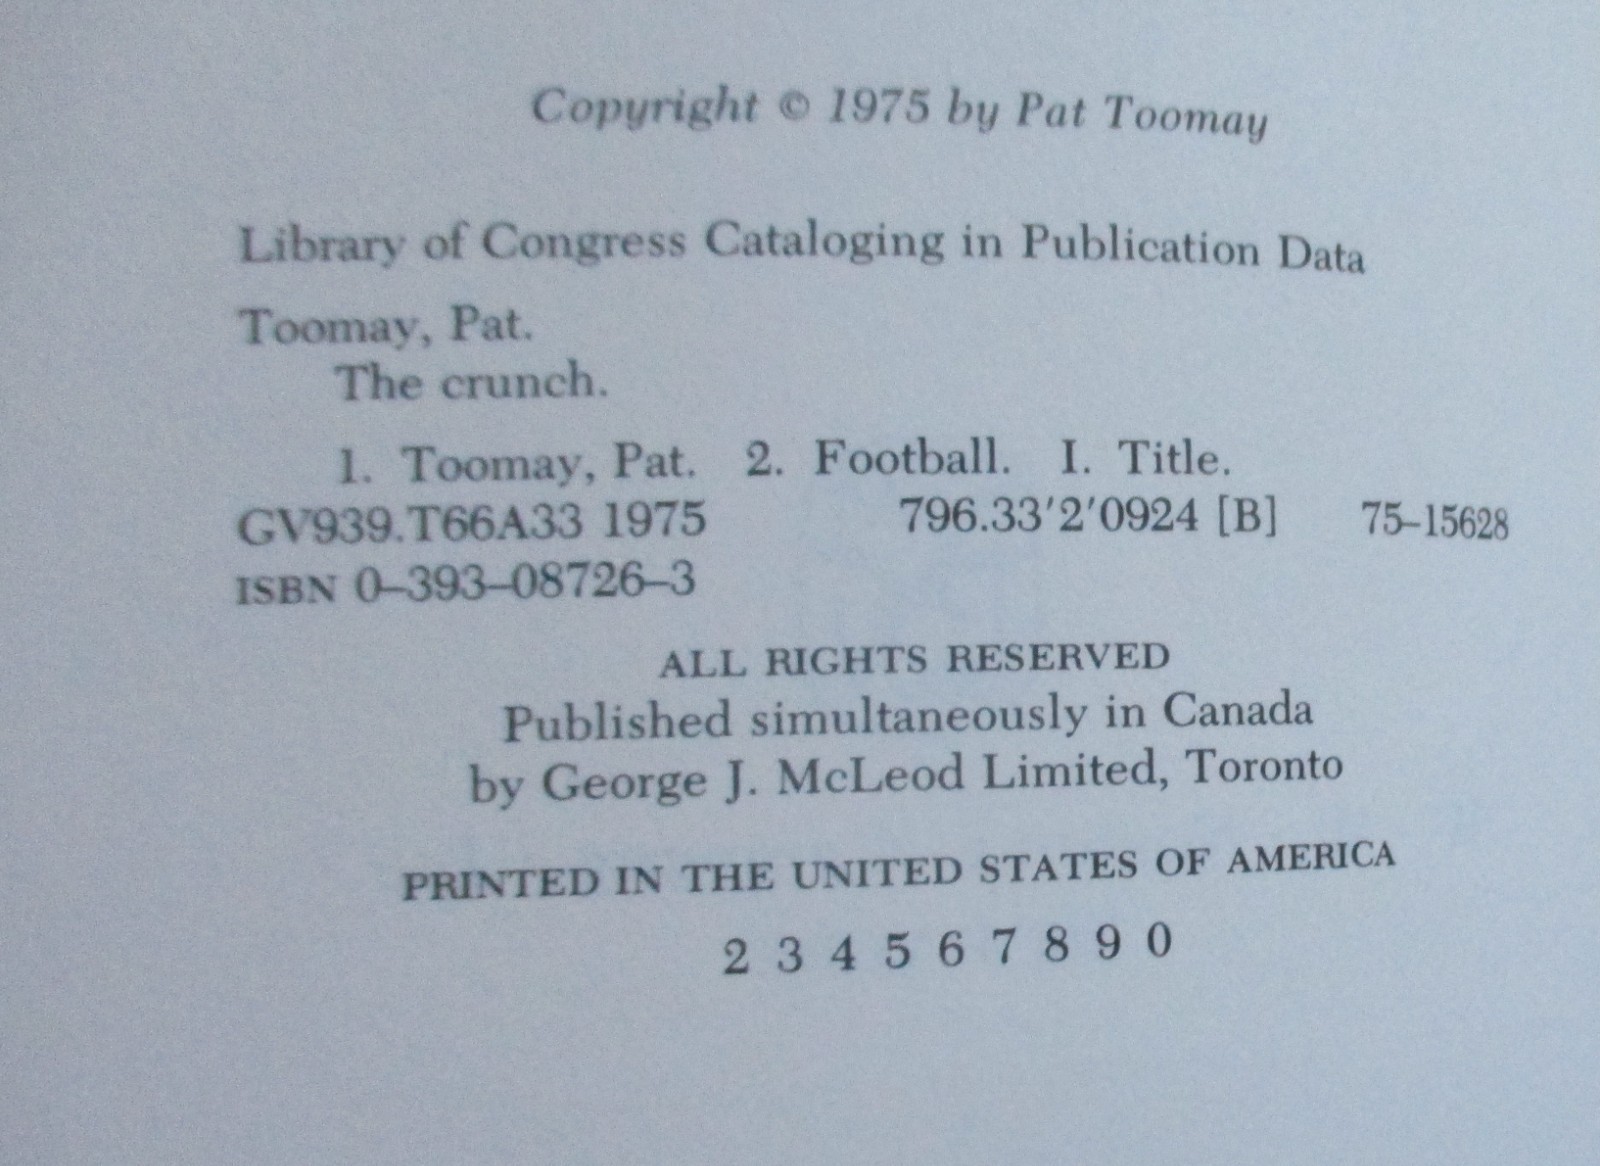 Copyright © 1975 by Pat Toomay
Library of Congress Cataloging in Publication Data
Toomay, Pat.
The crunch.
1. Toomay, Pat. 2. Football. I. Title.
GV939.T66A33 1975 796.33'2'0924 [B] 75–15628
ISBN 0–393–08726–3
ALL RIGHTS RESERVED
Published simultaneously in Canada
by George J. McLeod Limited, Toronto
PRINTED IN THE UNITED STATES OF AMERICA
2 3 4 5 6 7 8 9 0